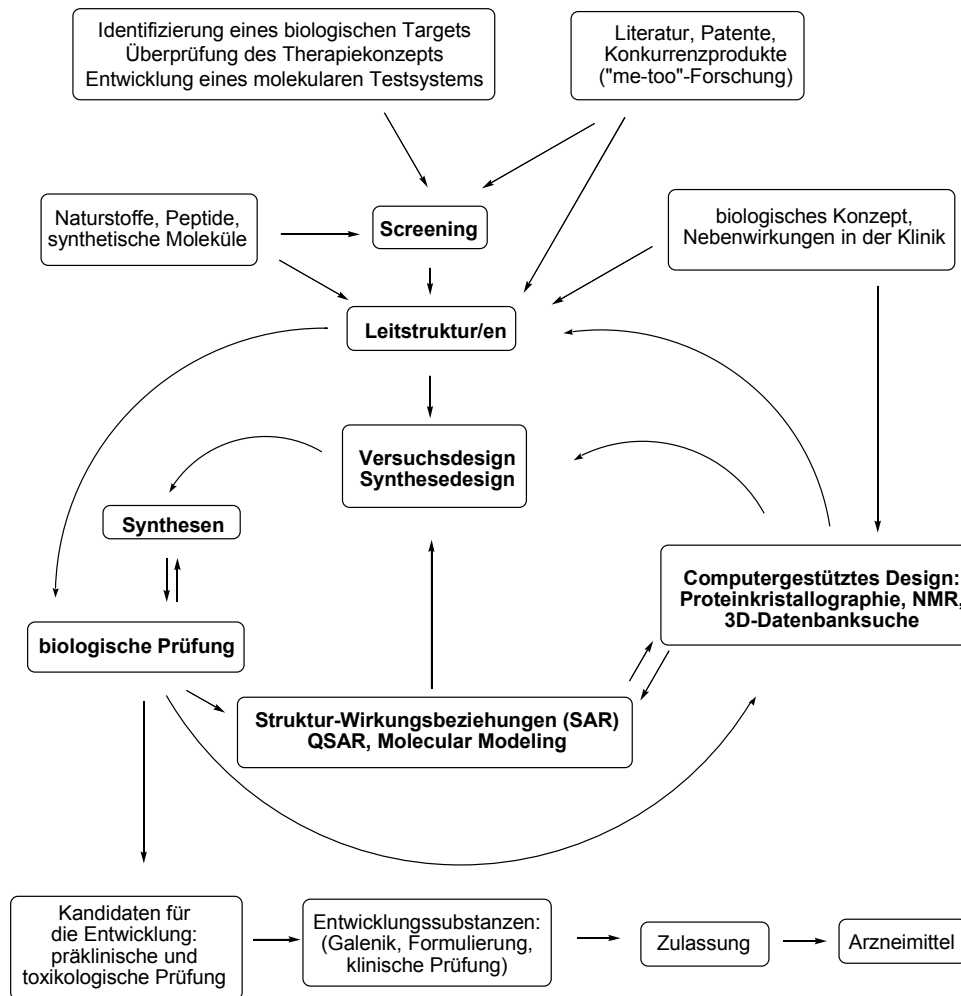 Identifizierung eines biologischen Targets
Überprüfung des Therapiekonzepts
Entwicklung eines molekularen Testsystems
Literatur, Patente,
Konkurrenzprodukte
("me-too"-Forschung)
Naturstoffe, Peptide,
synthetische Moleküle
Screening
biologisches Konzept,
Nebenwirkungen in der Klinik
Leitstruktur/en
Versuchsdesign
Synthesedesign
Synthesen
Computergestütztes Design:
Proteinkristallographie, NMR,
3D-Datenbanksuche
biologische Prüfung
Struktur-Wirkungsbeziehungen (SAR)
QSAR, Molecular Modeling
Kandidaten für
die Entwicklung:
präklinische und
toxikologische Prüfung
Entwicklungssubstanzen:
(Galenik, Formulierung,
klinische Prüfung)
Zulassung
Arzneimittel